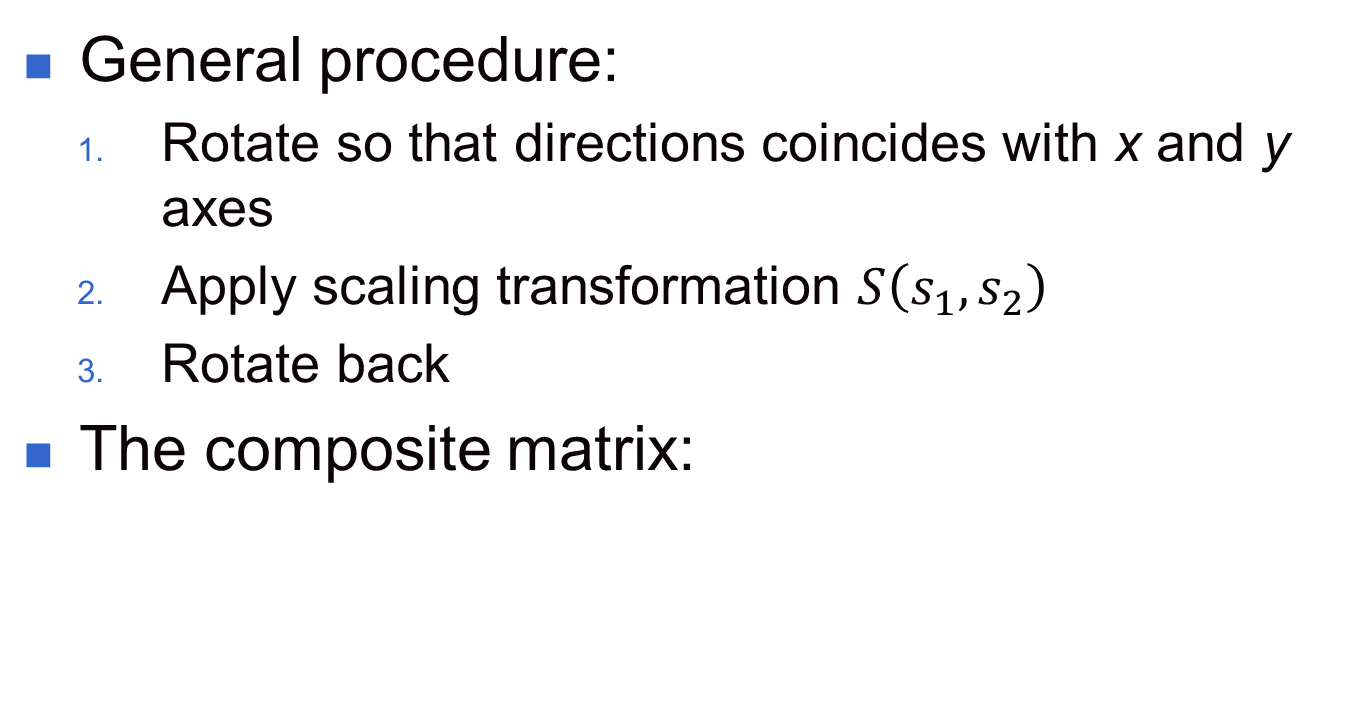 General procedure:
1. Rotate so that directions coincides with x and y
axes
2. Apply scaling transformation S(s₁, s₂)
3. Rotate back
The composite matrix: